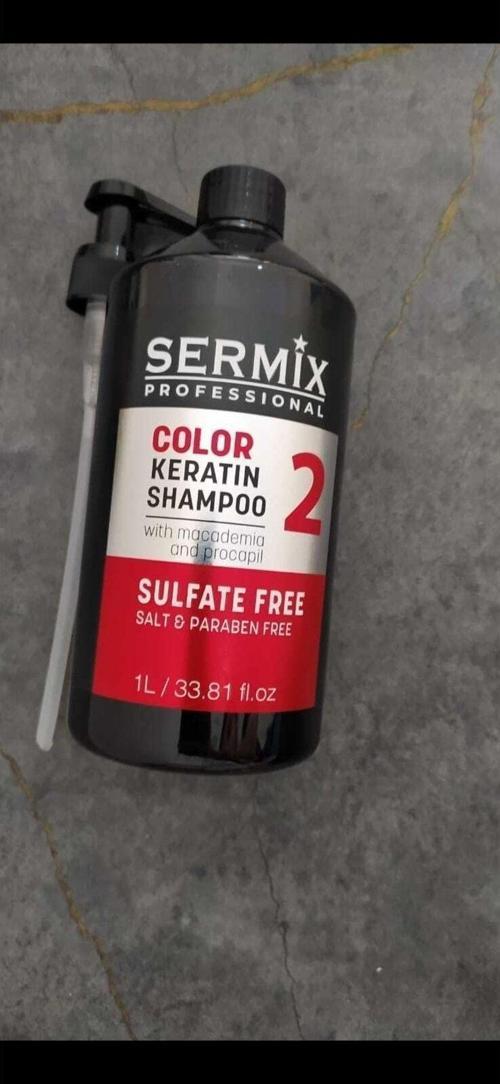 SERMIX
PROFESSIONAL
COLOR
KERATIN
SHAMPOO
2
with macademia
and procapil
SULFATE FREE
SALT & PARABEN FREE
1L / 33.81 fl.oz